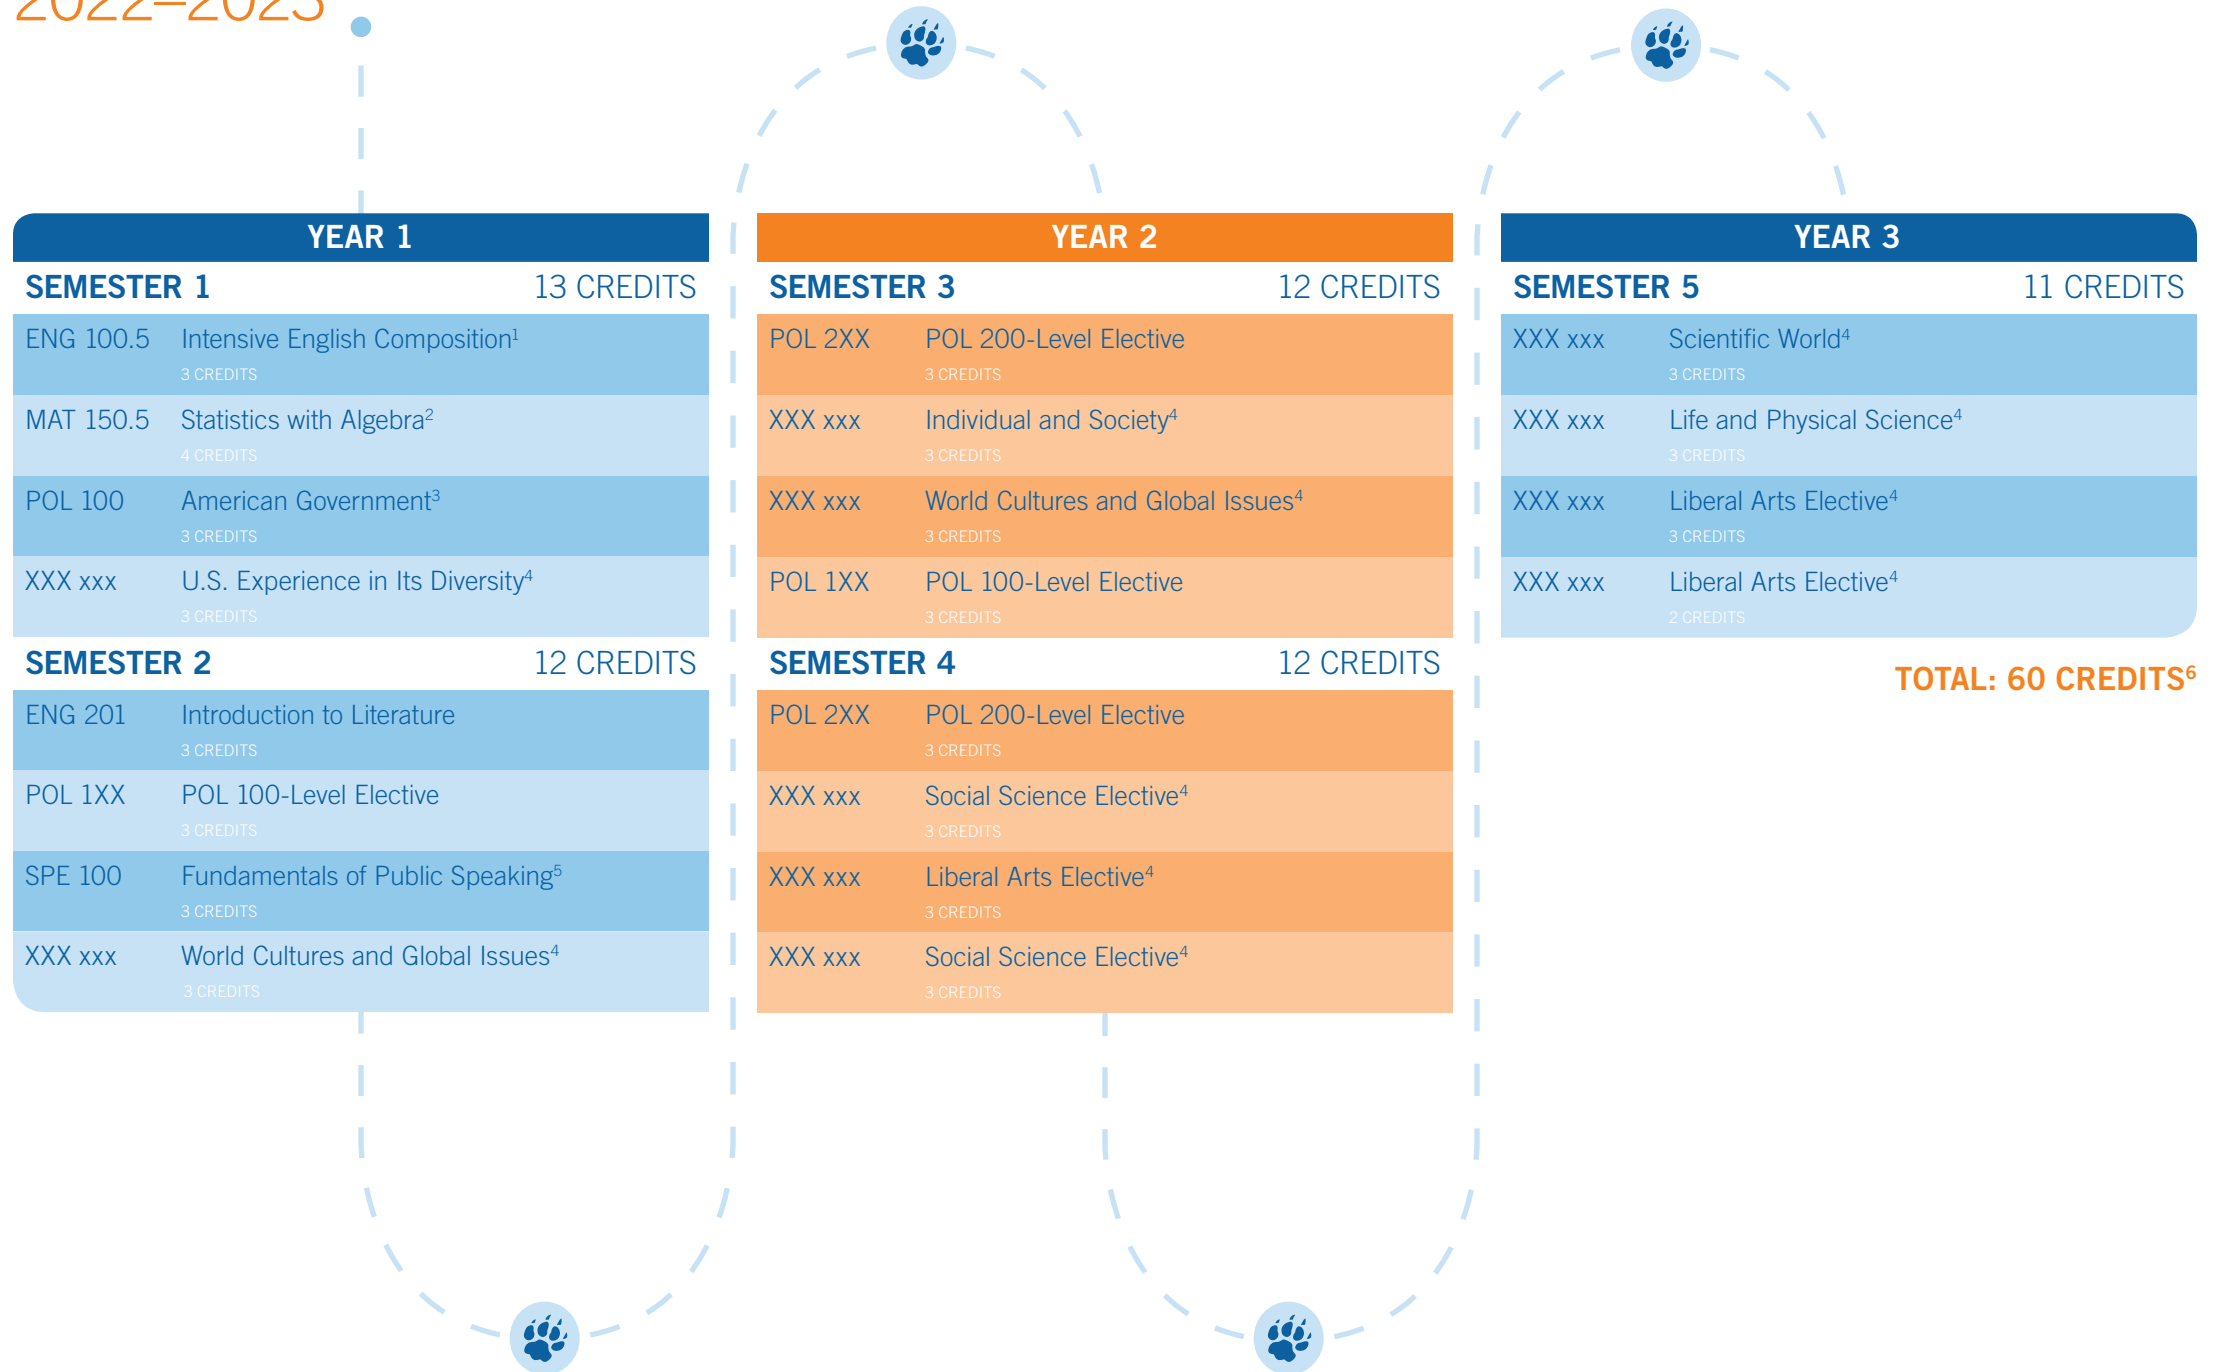 2022–2023
YEAR 1
SEMESTER 1 13 CREDITS
ENG 100.5 Intensive English Composition¹
3 CREDITS
MAT 150.5 Statistics with Algebra²
4 CREDITS
POL 100 American Government³
3 CREDITS
XXX xxx U.S. Experience in Its Diversity⁴
3 CREDITS
SEMESTER 2 12 CREDITS
ENG 201 Introduction to Literature
3 CREDITS
POL 1XX POL 100-Level Elective
3 CREDITS
SPE 100 Fundamentals of Public Speaking⁵
3 CREDITS
XXX xxx World Cultures and Global Issues⁴
3 CREDITS
YEAR 2
SEMESTER 3 12 CREDITS
POL 2XX POL 200-Level Elective
3 CREDITS
XXX xxx Individual and Society⁴
3 CREDITS
XXX xxx World Cultures and Global Issues⁴
3 CREDITS
POL 1XX POL 100-Level Elective
3 CREDITS
SEMESTER 4 12 CREDITS
POL 2XX POL 200-Level Elective
3 CREDITS
XXX xxx Social Science Elective⁴
3 CREDITS
XXX xxx Liberal Arts Elective⁴
3 CREDITS
XXX xxx Social Science Elective⁴
3 CREDITS
YEAR 3
SEMESTER 5 11 CREDITS
XXX xxx Scientific World⁴
3 CREDITS
XXX xxx Life and Physical Science⁴
3 CREDITS
XXX xxx Liberal Arts Elective⁴
3 CREDITS
XXX xxx Liberal Arts Elective⁴
2 CREDITS
TOTAL: 60 CREDITS⁶